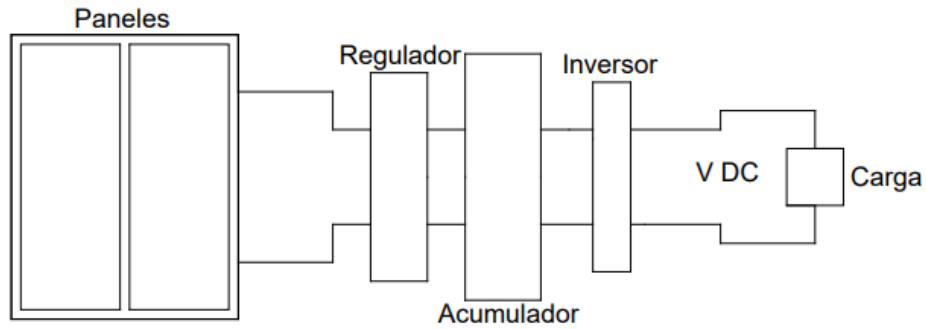 Paneles
Regulador
Inversor
V DC
Carga
Acumulador